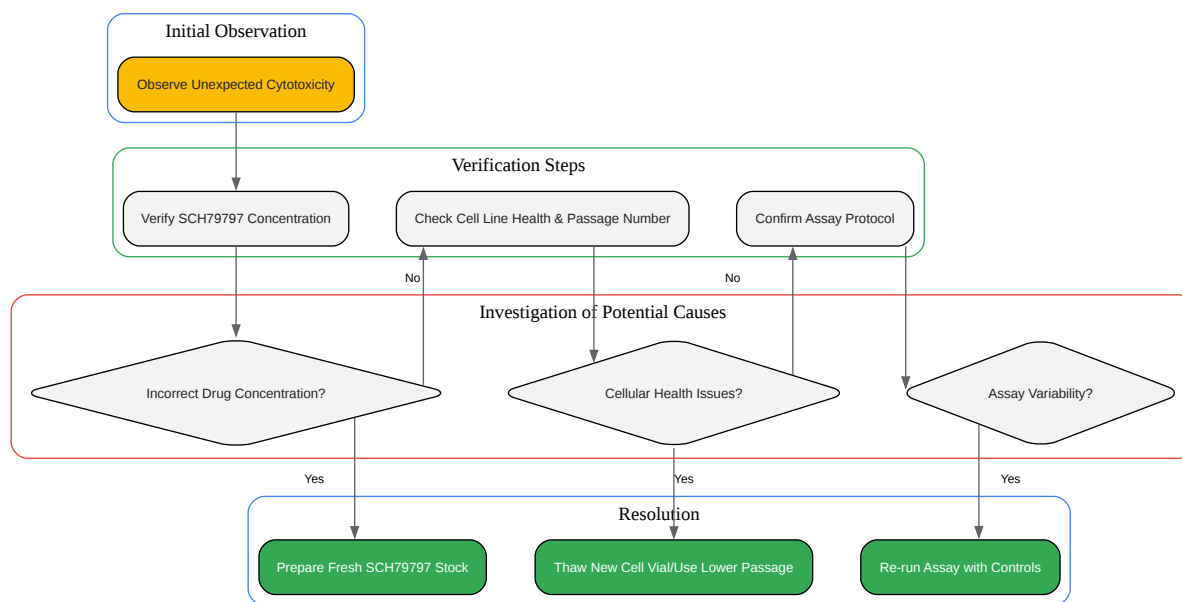 Initial Observation
Observe Unexpected Cytotoxicity
Verification Steps
Verify SCH79797 Concentration
Check Cell Line Health & Passage Number
Confirm Assay Protocol
No
No
Investigation of Potential Causes
Incorrect Drug Concentration?
Cellular Health Issues?
Assay Variability?
Yes
Yes
Yes
Resolution
Prepare Fresh SCH79797 Stock
Thaw New Cell Vial/Use Lower Passage
Re-run Assay with Controls